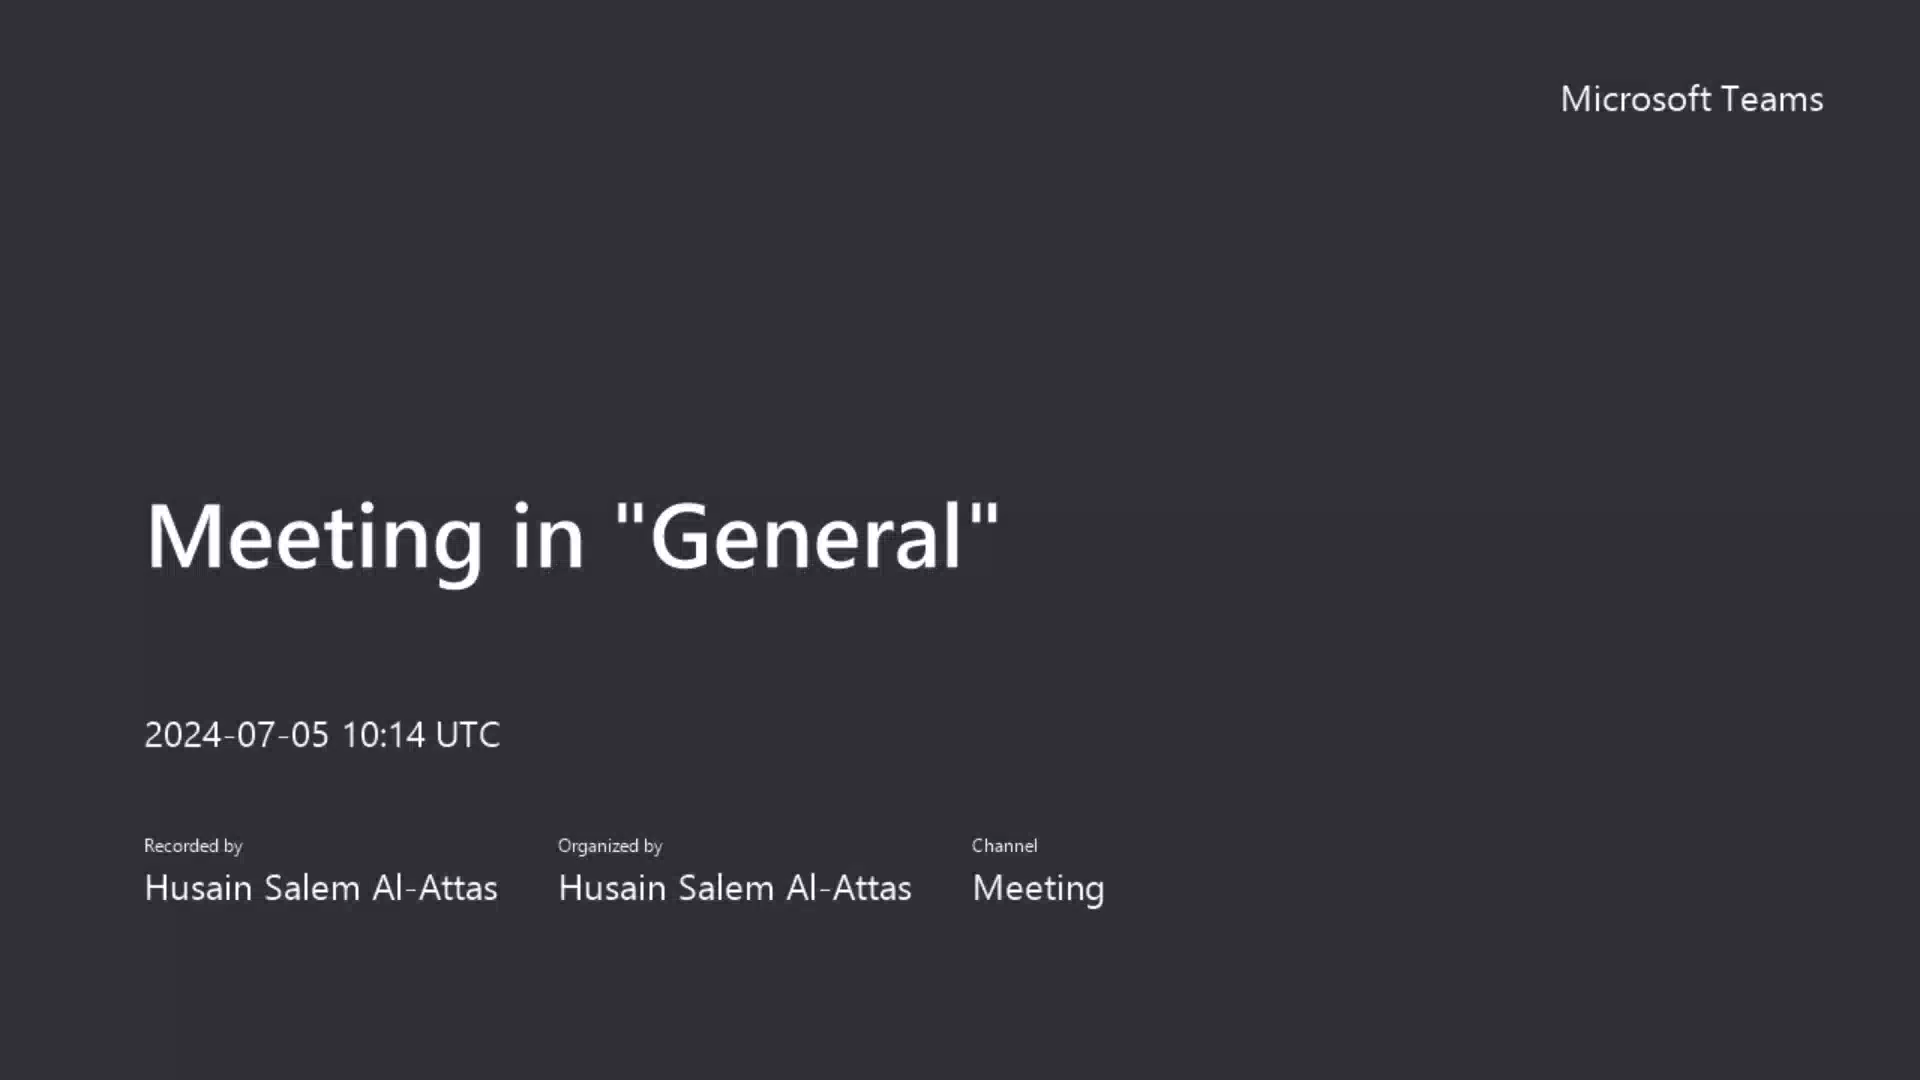 Microsoft Teams
Meeting in "General"
2024-07-05 10:14 UTC
Recorded by
Husain Salem Al-Attas
Organized by
Husain Salem Al-Attas
Channel
Meeting